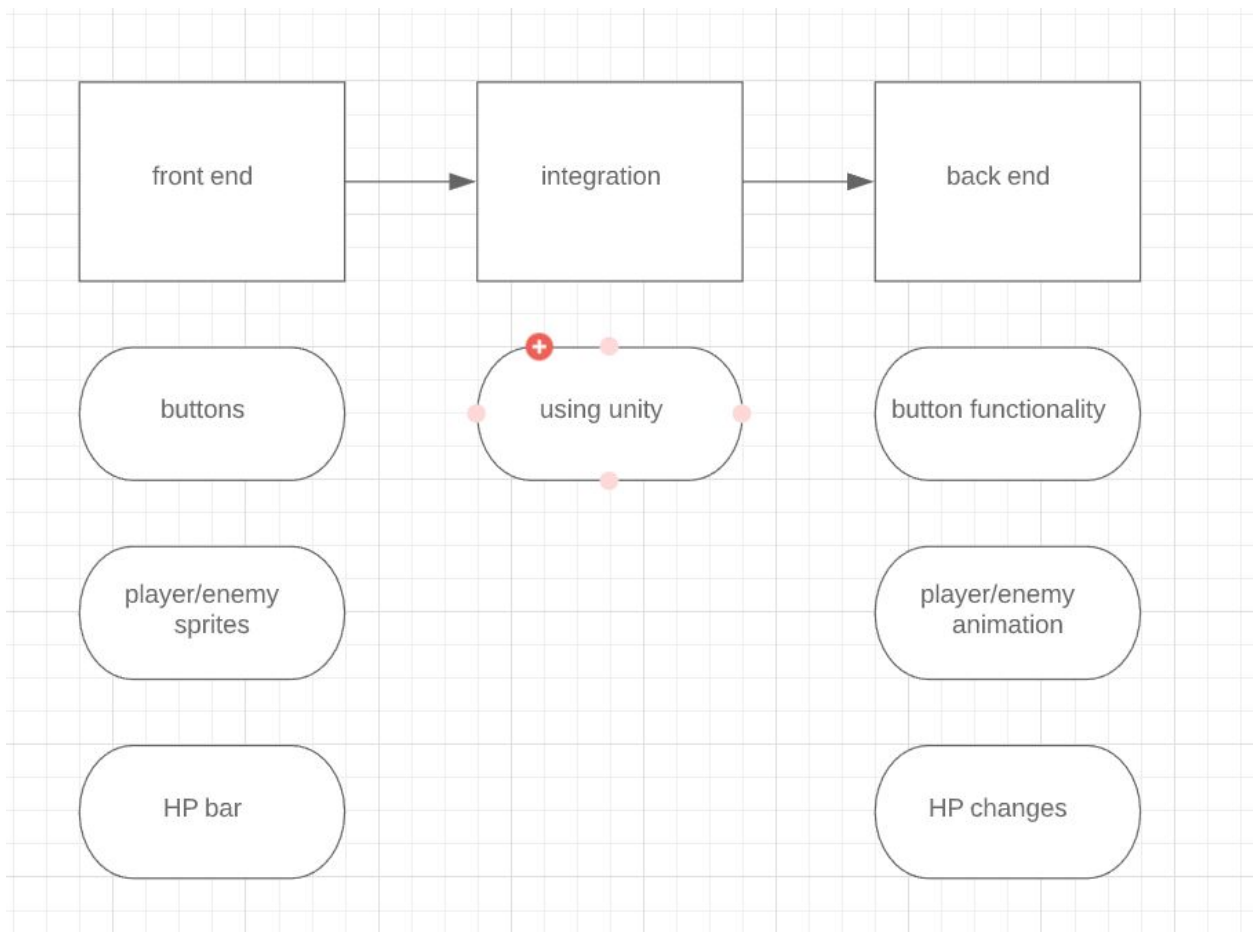 front end
integration
back end
buttons
using unity
button functionality
player/enemy
sprites
player/enemy
animation
HP bar
HP changes